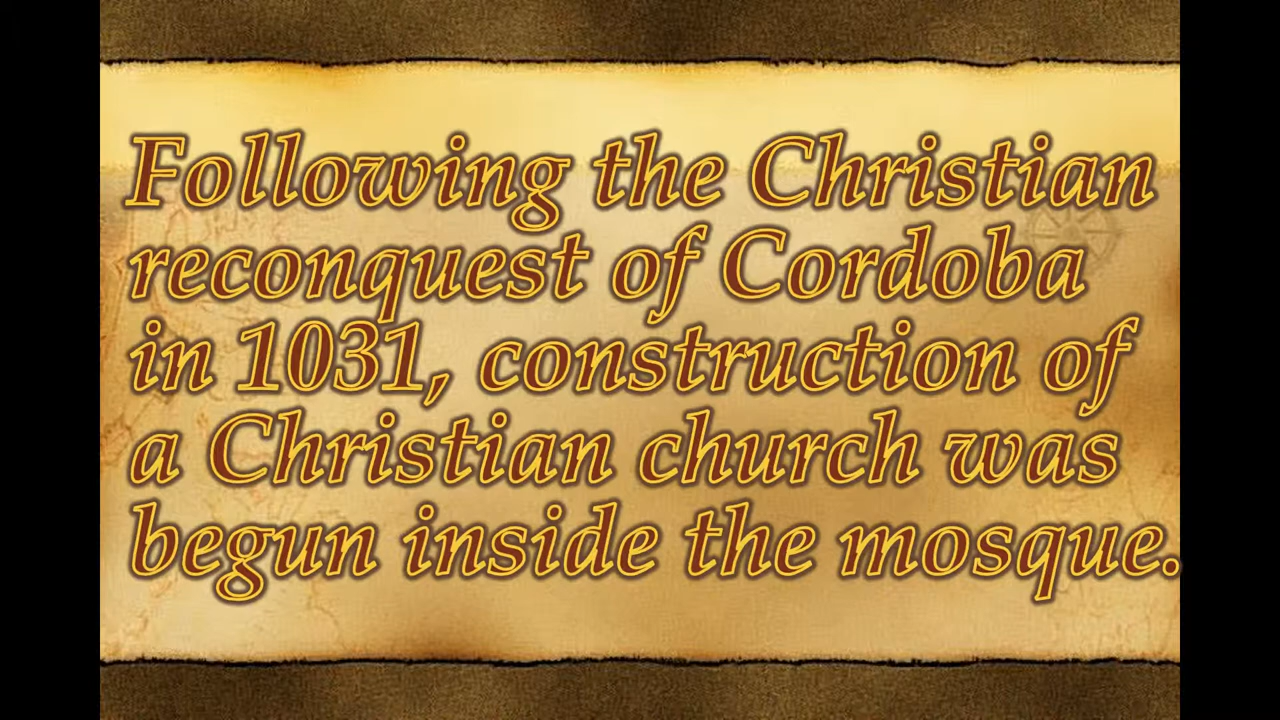 Following the Christian
reconquest of Cordoba
in 1031, construction of
a Christian church was
begun inside the mosque.